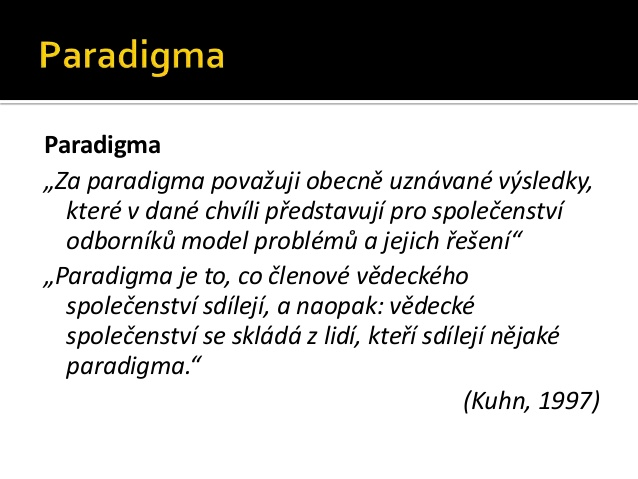 Paradigma
Paradigma
„Za paradigma považuji obecně uznávané výsledky,
které v dané chvíli představují pro společenství
odborníků model problémů a jejich řešení“
„Paradigma je to, co členové vědeckého
společenství sdílejí, a naopak: vědecké
společenství se skládá z lidí, kteří sdílejí nějaké
paradigma.“
(Kuhn, 1997)